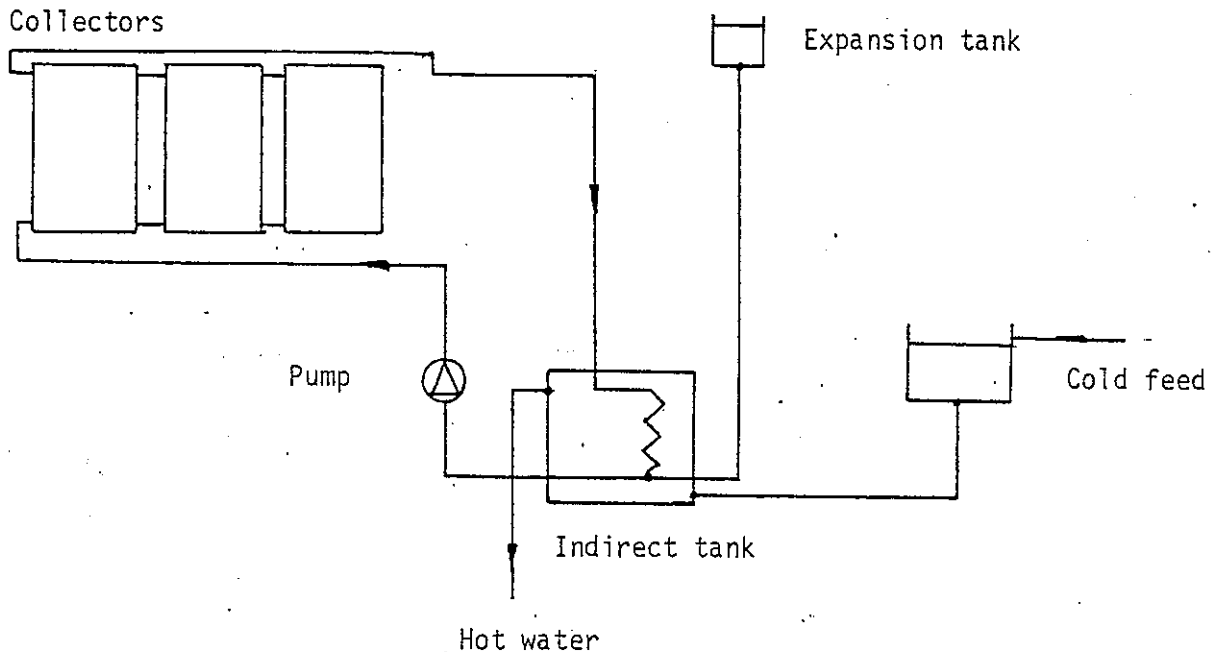 Collectors
Expansion tank
Pump
Cold feed
Indirect tank
Hot water